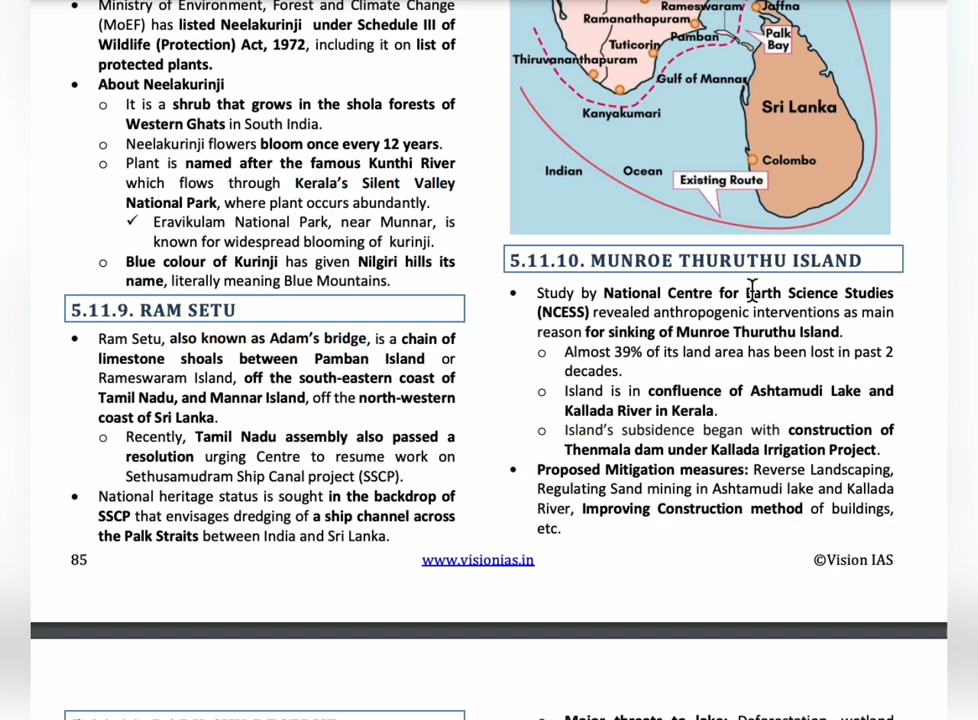 • Ministry of Environment, Forest and Climate Change
(MoEF) has listed Neelakurinji under Schedule III of
Wildlife (Protection) Act, 1972, including it on list of
protected plants.
• About Neelakurinji
o It is a shrub that grows in the shola forests of
Western Ghats in South India.
o Neelakurinji flowers bloom once every 12 years.
o Plant is named after the famous Kunthi River
which flows through Kerala's Silent Valley
National Park, where plant occurs abundantly.
✓ Eravikulam National Park, near Munnar, is
known for widespread blooming of kurinji.
o Blue colour of Kurinji has given Nilgiri hills its
name, literally meaning Blue Mountains.
5.11.9. RAM SETU
• Ram Setu, also known as Adam's bridge, is a chain of
limestone shoals between Pamban Island or
Rameswaram Island, off the south-eastern coast of
Tamil Nadu, and Mannar Island, off the north-western
coast of Sri Lanka.
o Recently, Tamil Nadu assembly also passed a
resolution urging Centre to resume work on
Sethusamudram Ship Canal project (SSCP).
• National heritage status is sought in the backdrop of
SSCP that envisages dredging of a ship channel across
the Palk Straits between India and Sri Lanka.
Rameswaram
Jaffna
Ramanathapuram
Pamban
Palk
Bay
Tuticorin
Thiruvananthapuram
Gulf of Mannar
Kanyakumari
Sri Lanka
Colombo
Indian Ocean
Existing Route
5.11.10. MUNROE THURUTHU ISLAND
• Study by National Centre for Earth Science Studies
(NCESS) revealed anthropogenic interventions as main
reason for sinking of Munroe Thuruthu Island.
o Almost 39% of its land area has been lost in past 2
decades.
o Island is in confluence of Ashtamudi Lake and
Kallada River in Kerala.
o Island's subsidence began with construction of
Thenmala dam under Kallada Irrigation Project.
• Proposed Mitigation measures: Reverse Landscaping,
Regulating Sand mining in Ashtamudi lake and Kallada
River, Improving Construction method of buildings,
etc.
85
www.visionias.in
©Vision IAS
Major threats to lake: Deforestation, wetland